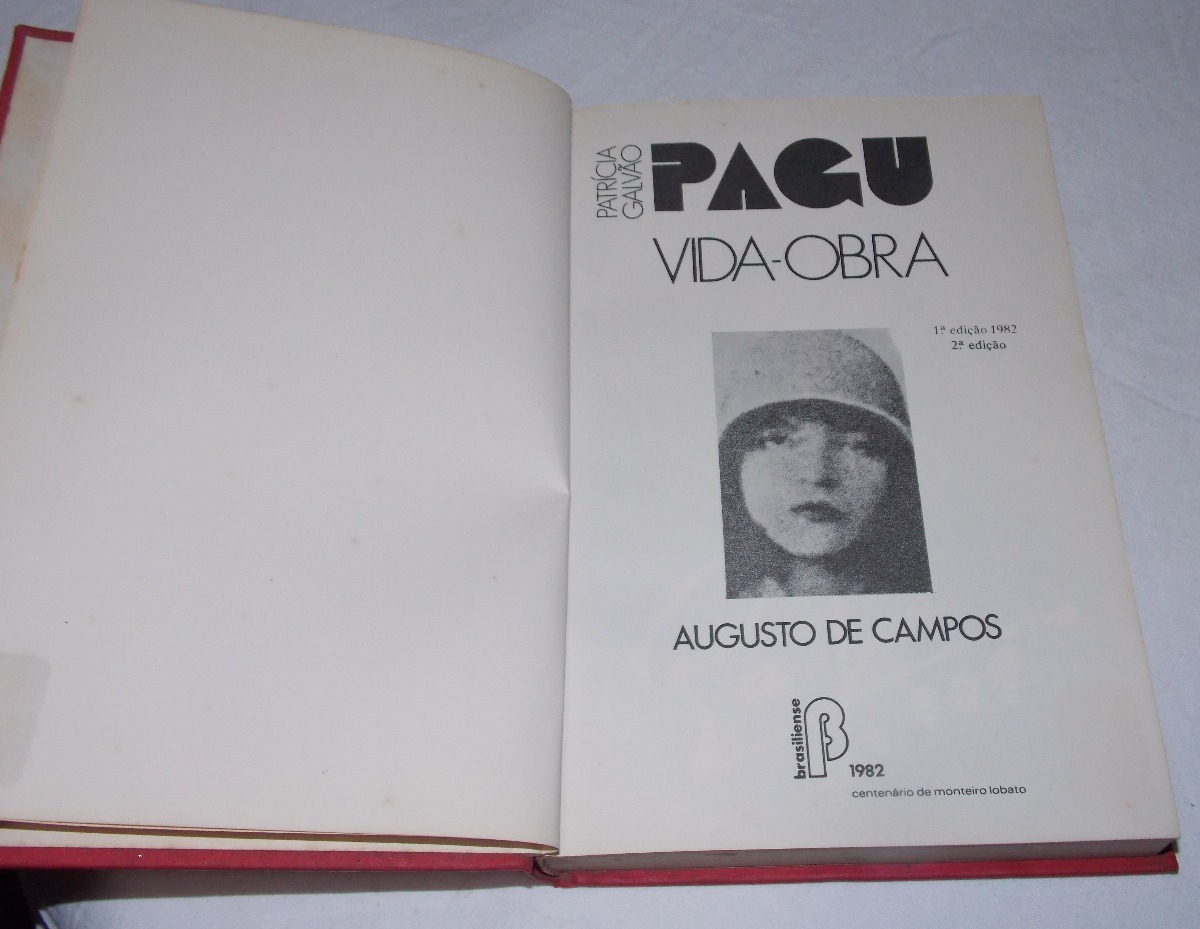 PATRÍCIA
GALVÃO
PAGU
VIDA-OBRA
1ª edição 1982
2ª edição
AUGUSTO DE CAMPOS
brasiliense
1982
centenário de monteiro lobato